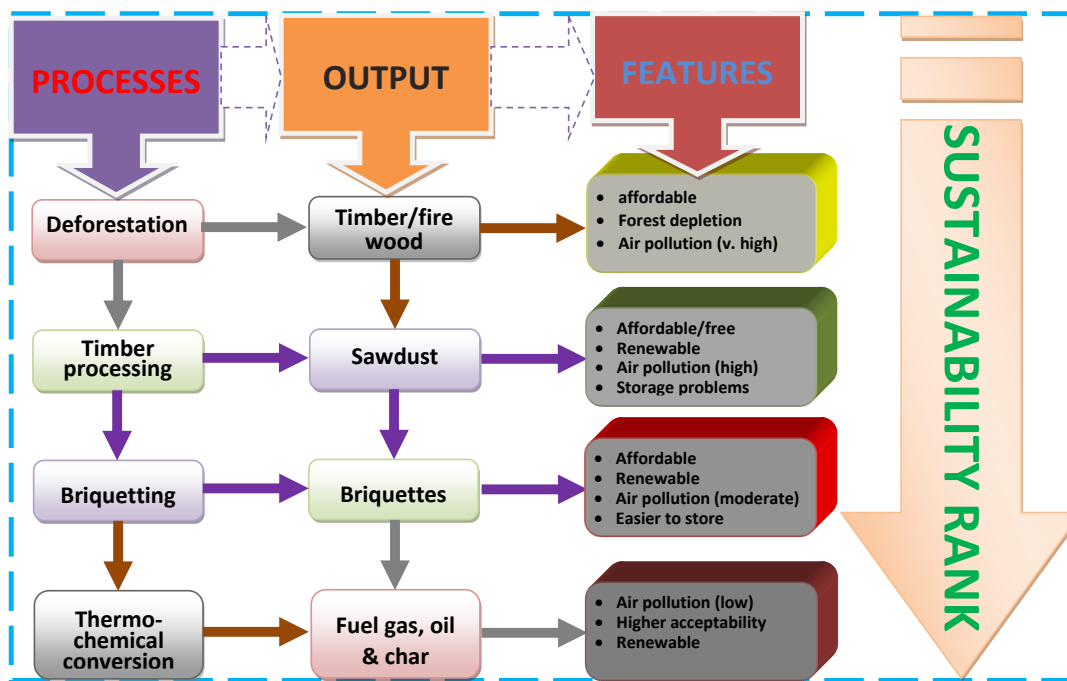 PROCESSES
OUTPUT
FEATURES
Deforestation
Timber/fire
wood
• affordable
• Forest depletion
• Air pollution (v. high)
Timber
processing
Sawdust
• Affordable/free
• Renewable
• Air pollution (high)
• Storage problems
Briquetting
Briquettes
• Affordable
• Renewable
• Air pollution (moderate)
• Easier to store
Thermo-
chemical
conversion
Fuel gas, oil
& char
• Air pollution (low)
• Higher acceptability
• Renewable
SUSTAINABILITY RANK